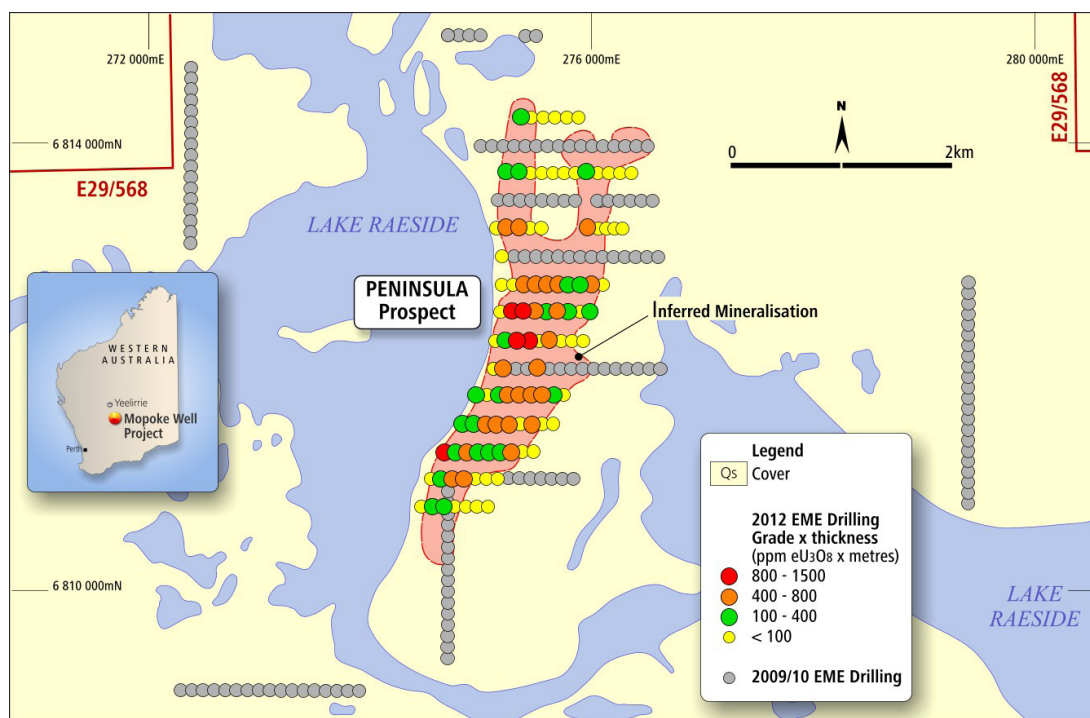 272 000mE
276 000mE
280 000mE
E29/568
6 814 000mN
E29/568
N
0
2km
LAKE RAESIDE
PENINSULA
Prospect
Inferred Mineralisation
WESTERN
AUSTRALIA
Yeelirrie
Mopoke Well
Project
Perth
Legend
Qs
Cover
2012 EME Drilling
Grade x thickness
(ppm eU3O8 x metres)
800 - 1500
400 - 800
100 - 400
< 100
2009/10 EME Drilling
6 810 000mN
LAKE
RAESIDE